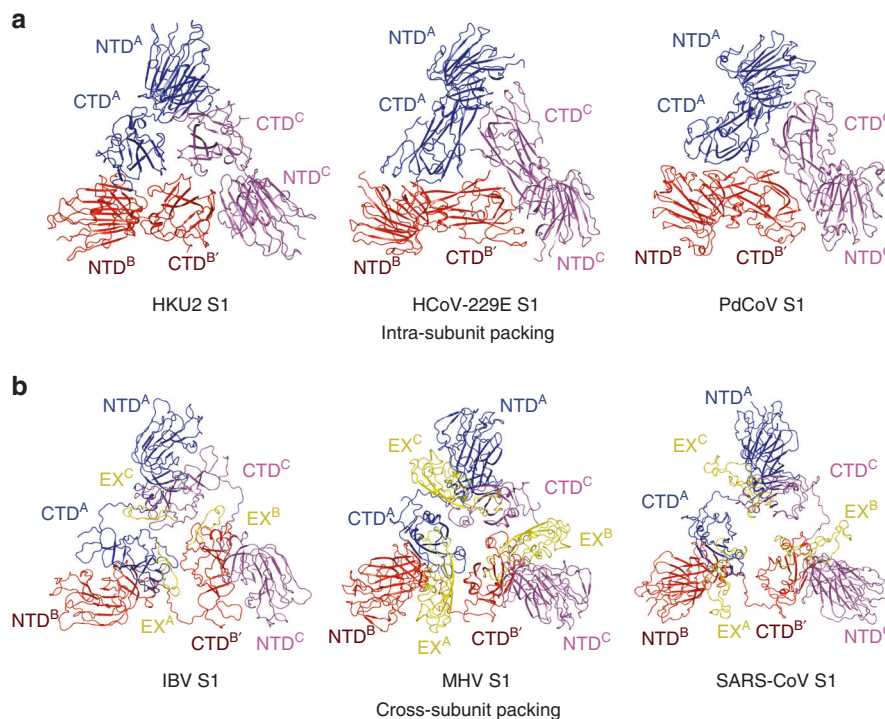 a
NTD^A
NTD^A
NTD^A
CTD^A
CTD^C
CTD^A
CTD^C
CTD^A
CTD^C
NTD^C
NTD^B
CTD^B′
NTD^B
CTD^B′
NTD^C
NTD^B
CTD^B′
NTD^C
HKU2 S1
HCoV-229E S1
PdCoV S1
Intra-subunit packing
b
NTD^A
NTD^A
NTD^A
EX^C
CTD^C
EX^C
CTD^C
EX^C
CTD^C
CTD^A
EX^B
CTD^A
EX^B
CTD^A
EX^B
NTD^B
EX^A
CTD^B′
NTD^C
NTD^B
EX^A
CTD^B′
NTD^C
NTD^B
EX^A
CTD^B′
NTD^C
IBV S1
MHV S1
SARS-CoV S1
Cross-subunit packing